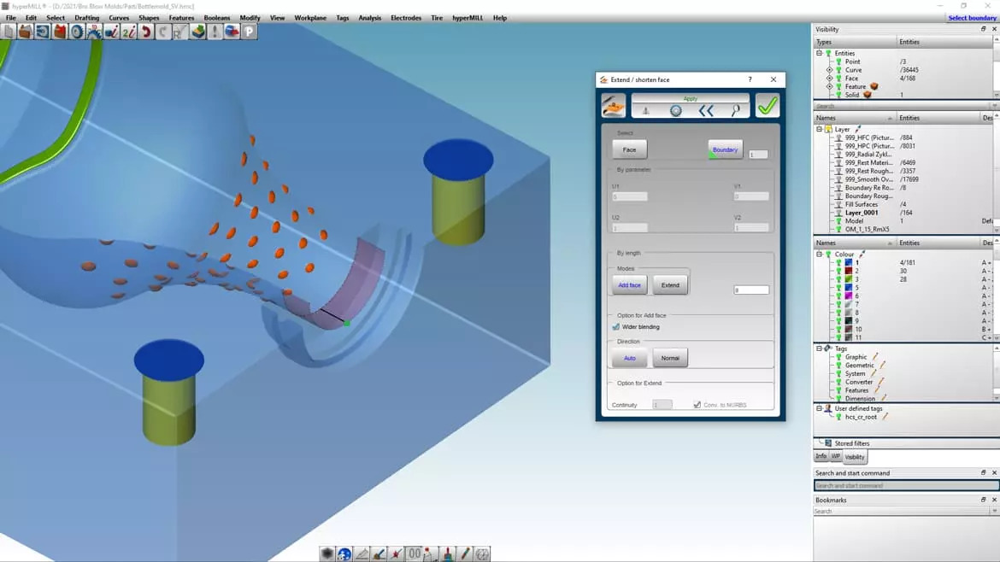 hyperMILL® - [D:/2021/Bro Blow Molds/Part/Bottlemold_SV.hmc]
File Edit Select Drafting Curves Shapes Features Booleans Modify View Workplane Tags Analysis Electrodes Tire hyperMILL Help
Select boundary
Extend / shorten face
?
Apply
Select
Face
Boundary
1
By parameter
U1
V1
0
0
U2
V2
1
1
By length
Modes
Add face
Extend
8
Option for Add face
Wider blending
Direction
Auto
Normal
Option for Extend
Continuity
1
Conv. to NURBS
Visibility
Types Entities
Entities
Point /3
Curve /36445
Face 4/168
Feature
Solid 1
Search
Names Entities Des
Layer
999_HFC (Pictur... /884
999_HPC (Pictur... /8031
999_Radial Zykl...
999_Rest Materi... /6469
999_Rest Rough... /3357
999_Smooth Ov... /17699
Boundary Re Ro... /8
Boundary Roug...
Fill Surfaces /4
Layer_0001 /164
Model 1 Defa
OM_1_15_RmX5
Names Entities Des
Colour
1 4/181 A -
2 30 A -
3 28 A -
5 A -
6 A -
7 A -
8 A -
9 A -
10 B +
11 C +
Tags
Graphic
Geometric
System
Converter
Features
Dimension
User defined tags
hcs_cr_root
Stored filters
Info WP Visibility
Search and start command
Search and start command
Bookmarks
Search